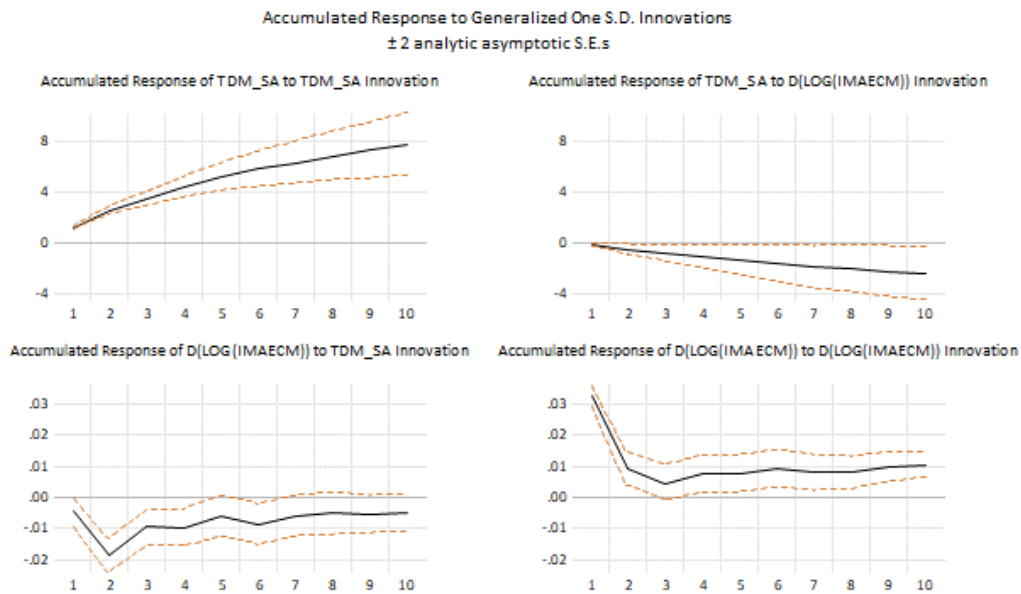 Accumulated Response to Generalized One S.D. Innovations
± 2 analytic asymptotic S.E.s
Accumulated Response of TDM_SA to TDM_SA Innovation
8
4
0
-4
1 2 3 4 5 6 7 8 9 10
Accumulated Response of TDM_SA to D(LOG(IMAECM)) Innovation
8
4
0
-4
1 2 3 4 5 6 7 8 9 10
Accumulated Response of D(LOG(IMAECM)) to TDM_SA Innovation
.03
.02
.01
.00
-.01
-.02
1 2 3 4 5 6 7 8 9 10
Accumulated Response of D(LOG(IMAECM)) to D(LOG(IMAECM)) Innovation
.03
.02
.01
.00
-.01
-.02
1 2 3 4 5 6 7 8 9 10